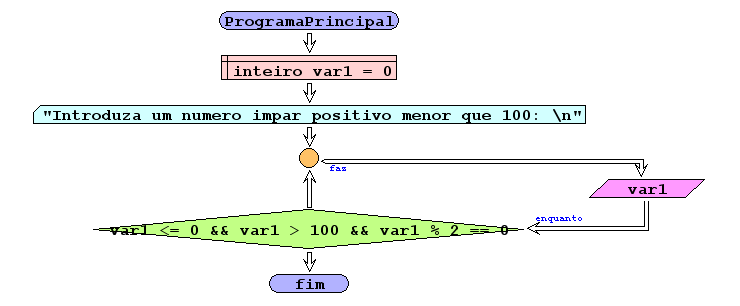 ProgramaPrincipal
inteiro var1 = 0
"Introduza um numero impar positivo menor que 100: \n"
faz
var1
enquanto
var1 <= 0 && var1 > 100 && var1 % 2 == 0
fim